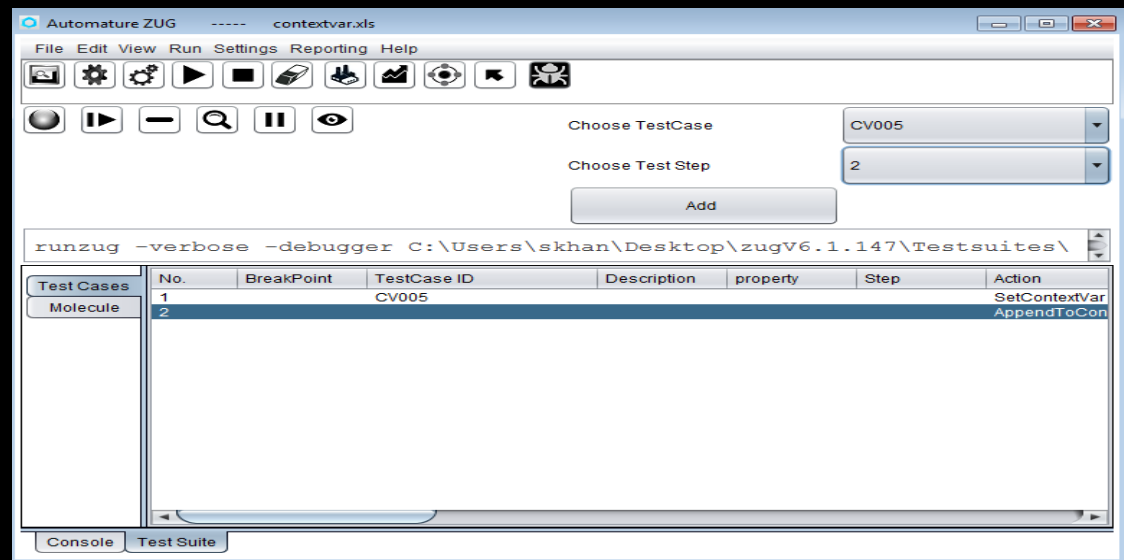 Automature ZUG ----- contextvar.xls
File Edit View Run Settings Reporting Help
Choose TestCase CV005
Choose Test Step 2
Add
runzug -verbose -debugger C:\Users\skhan\Desktop\zugV6.1.147\Testsuites\
Test Cases
Molecule
No. BreakPoint TestCase ID Description property Step Action
1 CV005 SetContextVar
2 AppendToCon
Console Test Suite